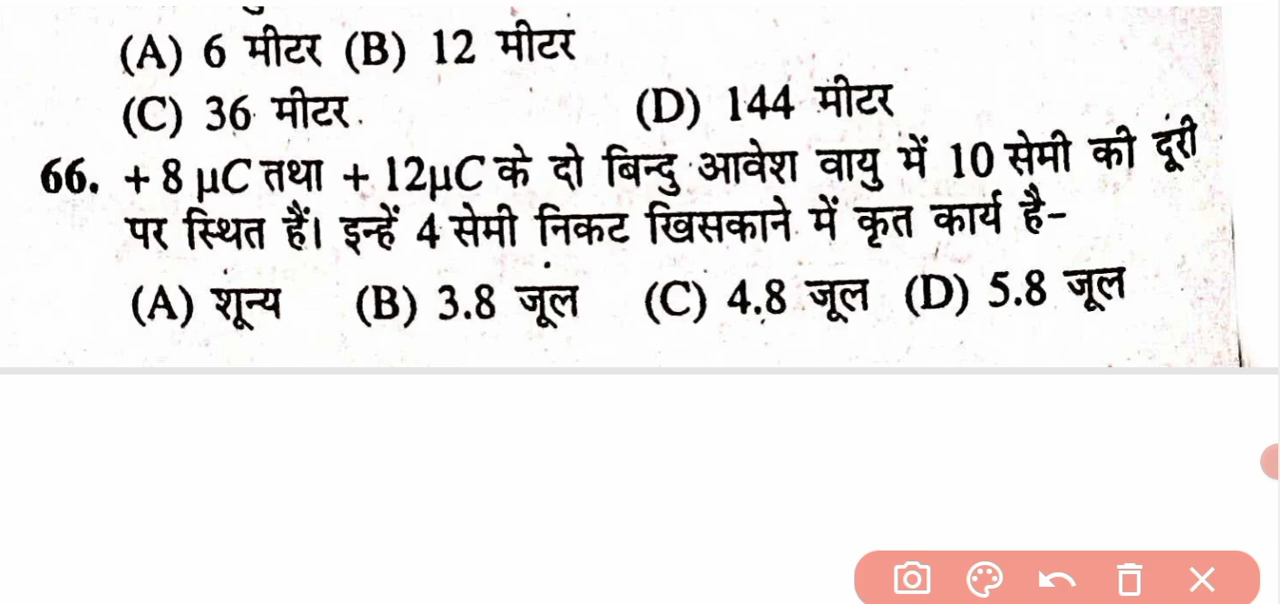 (A) 6 मीटर (B) 12 मीटर
(C) 36 मीटर. (D) 144 मीटर
66. + 8 µC तथा + 12µC के दो बिन्दु आवेश वायु में 10 सेमी की दूरी
पर स्थित हैं। इन्हें 4 सेमी निकट खिसकाने में कृत कार्य है-
(A) शून्य (B) 3.8 जूल (C) 4.8 जूल (D) 5.8 जूल